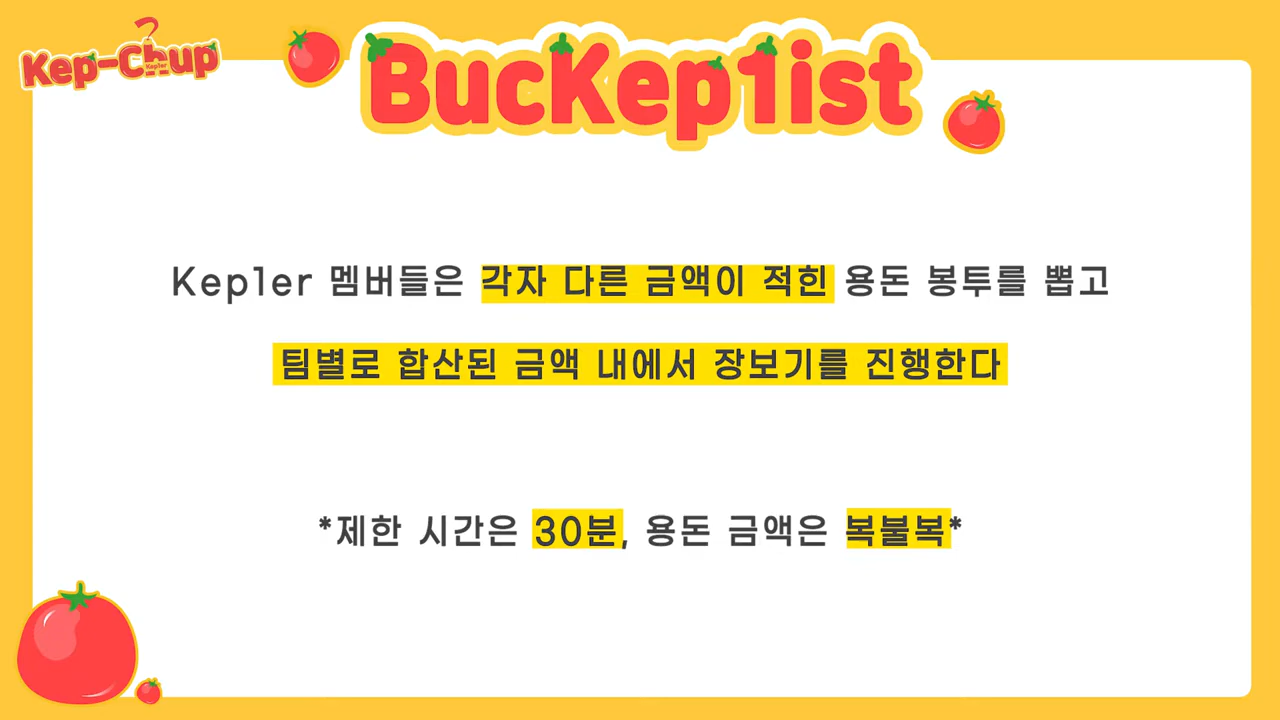 Kep-Chup
Kep1er
BucKep1ist
Kep1er 멤버들은 각자 다른 금액이 적힌 용돈 봉투를 뽑고
팀별로 합산된 금액 내에서 장보기를 진행한다
*제한 시간은 30분, 용돈 금액은 복불복*